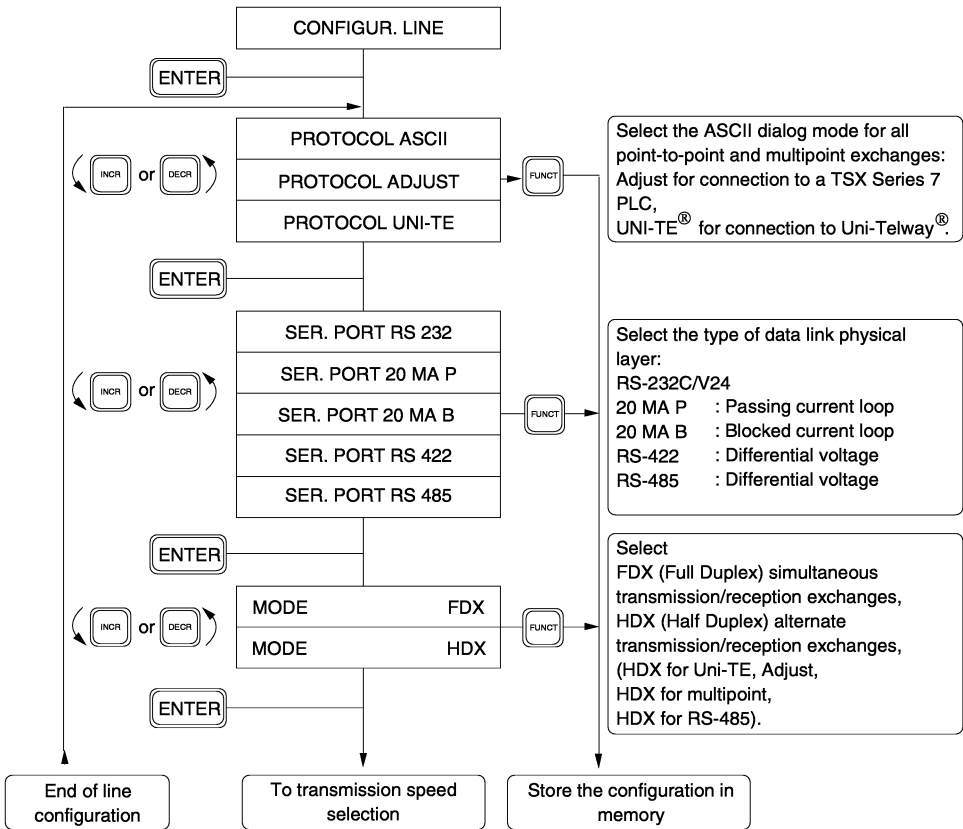 CONFIGUR. LINE
ENTER
PROTOCOL ASCII
INCR or DECR
PROTOCOL ADJUST
FUNCT
PROTOCOL UNI-TE
Select the ASCII dialog mode for all
point-to-point and multipoint exchanges:
Adjust for connection to a TSX Series 7
PLC,
UNI-TE® for connection to Uni-Telway®.
ENTER
SER. PORT RS 232
SER. PORT 20 MA P
INCR or DECR
SER. PORT 20 MA B
FUNCT
SER. PORT RS 422
SER. PORT RS 485
Select the type of data link physical
layer:
RS-232C/V24
20 MA P : Passing current loop
20 MA B : Blocked current loop
RS-422 : Differential voltage
RS-485 : Differential voltage
ENTER
MODE FDX
INCR or DECR
FUNCT
MODE HDX
Select
FDX (Full Duplex) simultaneous
transmission/reception exchanges,
HDX (Half Duplex) alternate
transmission/reception exchanges,
(HDX for Uni-TE, Adjust,
HDX for multipoint,
HDX for RS-485).
ENTER
End of line
configuration
To transmission speed
selection
Store the configuration in
memory